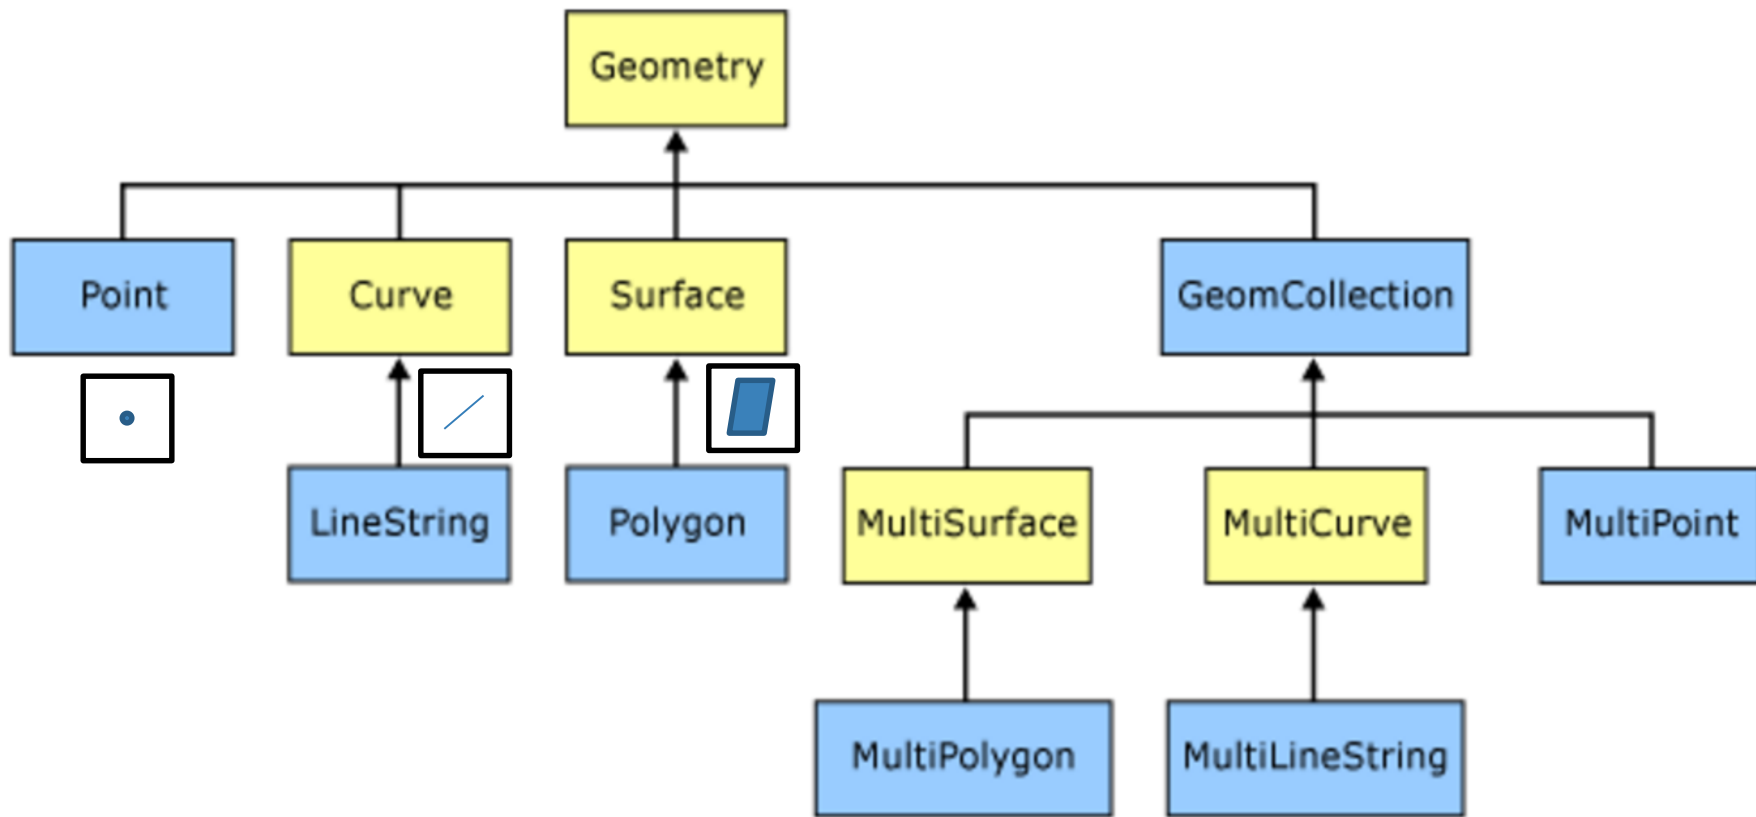 Geometry
Point
Curve
Surface
GeomCollection
LineString
Polygon
MultiSurface
MultiCurve
MultiPoint
MultiPolygon
MultiLineString